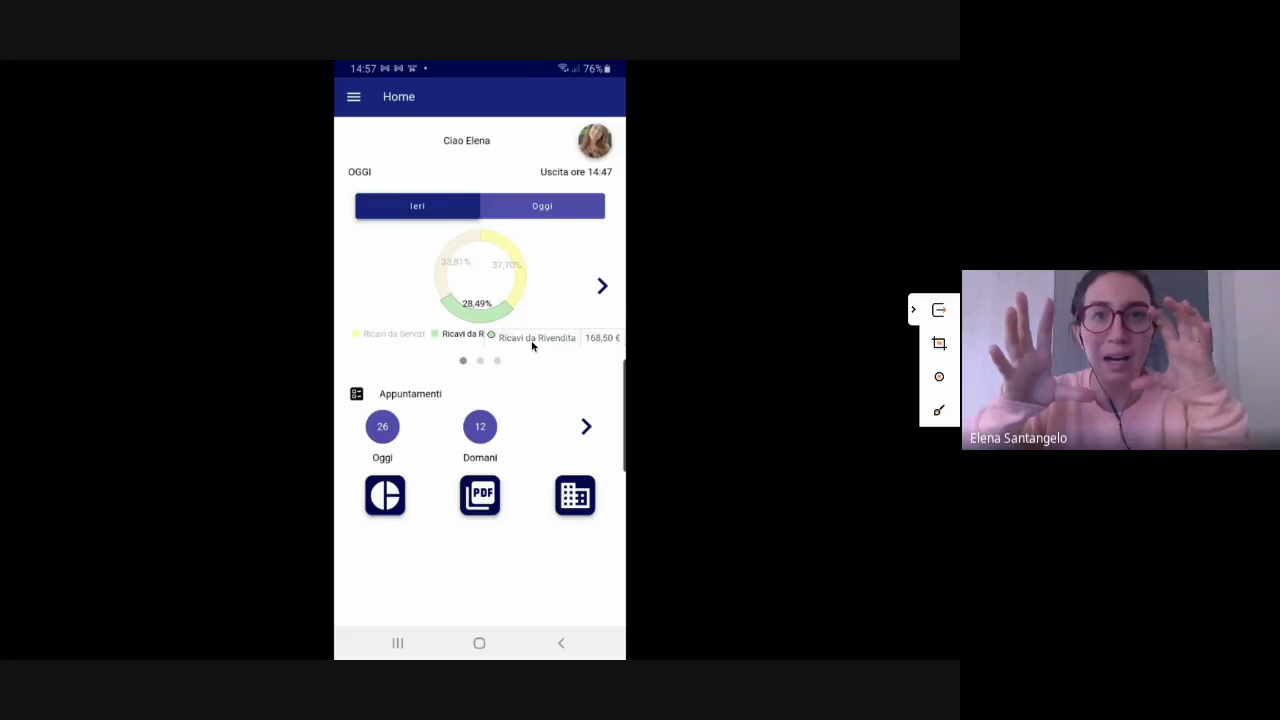 14:57
76%
Home
Ciao Elena
OGGI
Uscita ore 14:47
Ieri
Oggi
33,81%
37,70%
28,49%
Ricavi da Servizi
Ricavi da R
Ricavi da Rivendita
168,50 €
Appuntamenti
26
12
Oggi
Domani
PDF
Elena Santangelo